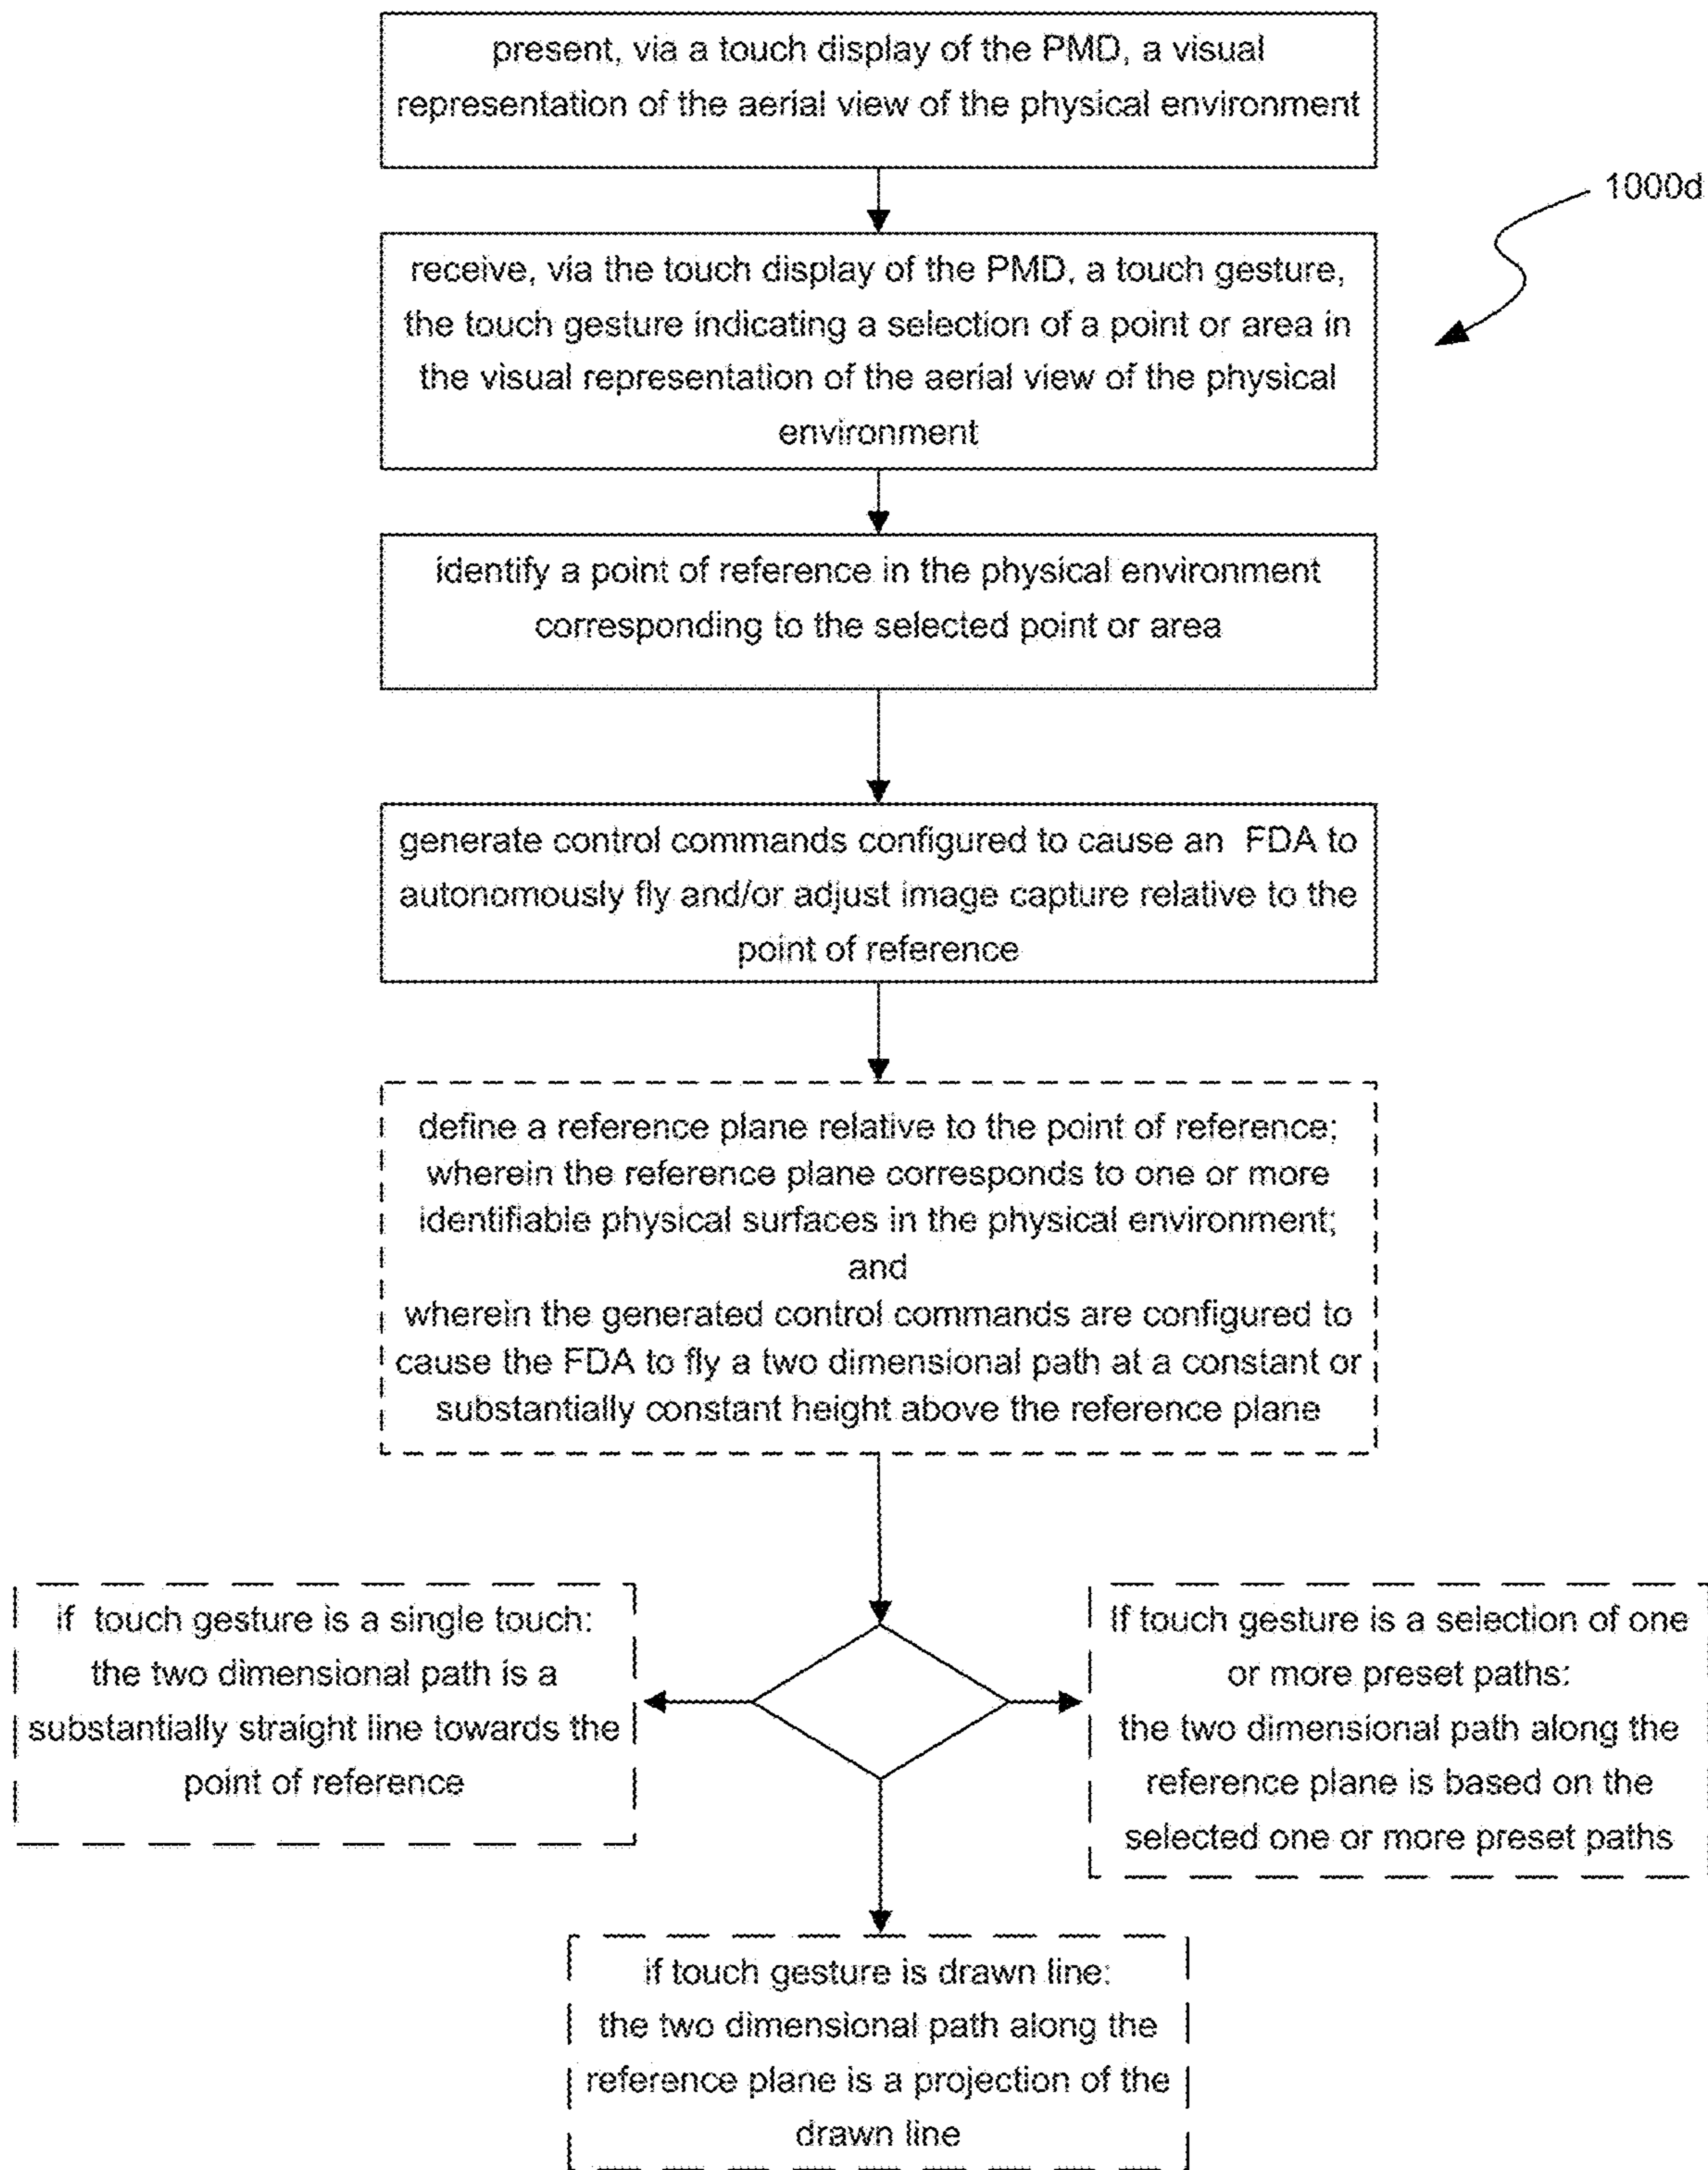 present, via a touch display of the PMD, a visual
representation of the aerial view of the physical environment
1000d
receive, via the touch display of the PMD, a touch gesture,
the touch gesture indicating a selection of a point or area in
the visual representation of the aerial view of the physical
environment
identify a point of reference in the physical environment
corresponding to the selected point or area
generate control commands configured to cause an FDA to
autonomously fly and/or adjust image capture relative to the
point of reference
define a reference plane relative to the point of reference;
wherein the reference plane corresponds to one or more
identifiable physical surfaces in the physical environment;
and
wherein the generated control commands are configured to
cause the FDA to fly a two dimensional path at a constant or
substantially constant height above the reference plane
if touch gesture is a single touch:
the two dimensional path is a
substantially straight line towards the
point of reference
If touch gesture is a selection of one
or more preset paths:
the two dimensional path along the
reference plane is based on the
selected one or more preset paths
if touch gesture is drawn line:
the two dimensional path along the
reference plane is a projection of the
drawn line